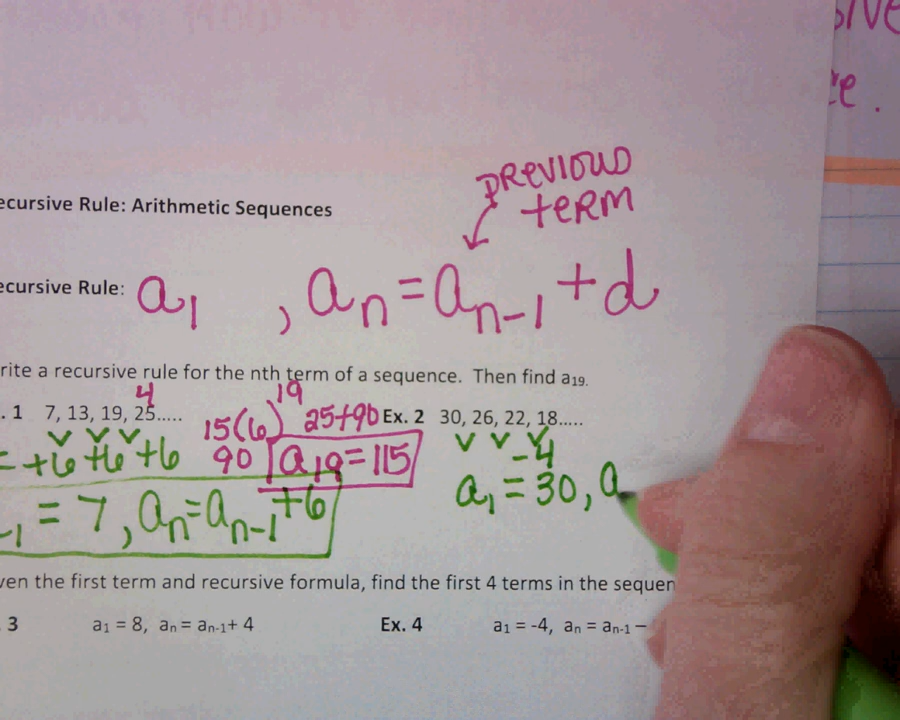 previous
term
ecursive Rule: Arithmetic Sequences
ecursive Rule: a1 , an = an-1 + d
rite a recursive rule for the nth term of a sequence. Then find a19.
4 19
. 1 7, 13, 19, 25..... 15(6) 25+90 Ex. 2 30, 26, 22, 18.....
= +6 +6 +6 90 a19 = 115 -4
1 = 7, an = an-1 + 6 a1 = 30, a
ven the first term and recursive formula, find the first 4 terms in the sequen
3 a1 = 8, an = an-1 + 4 Ex. 4 a1 = -4, an = an-1 –